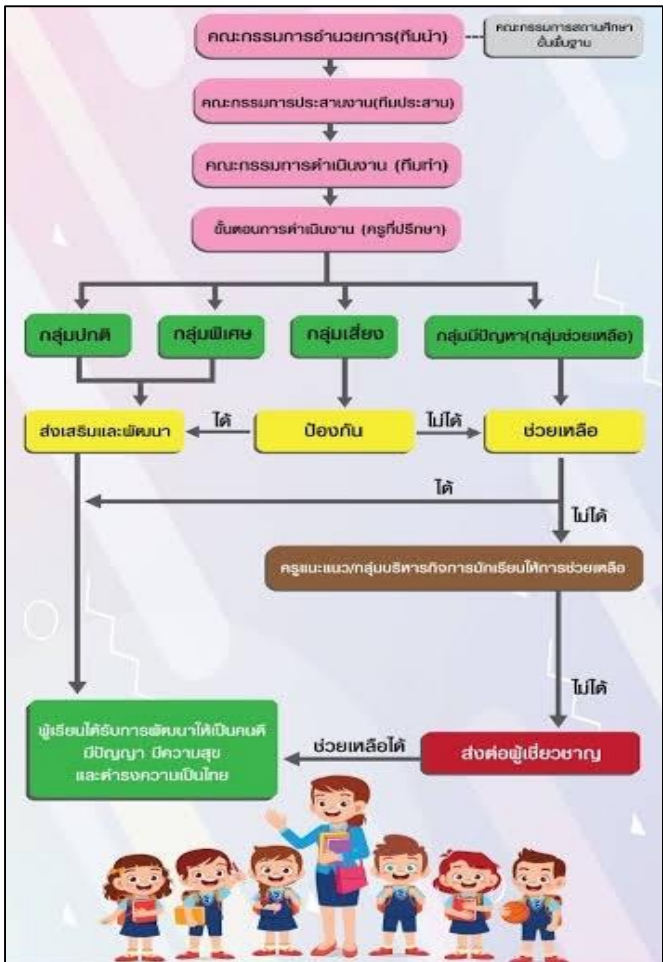 คณะกรรมการอำนวยการ(ทีมนำ)
คณะกรรมการสถานศึกษา
ขั้นพื้นฐาน
คณะกรรมการประสานงาน(ทีมประสาน)
คณะกรรมการดำเนินงาน (ทีมทำ)
ขั้นตอนการดำเนินงาน (ครูที่ปรึกษา)
กลุ่มปกติ
กลุ่มพิเศษ
กลุ่มเสี่ยง
กลุ่มมีปัญหา(กลุ่มช่วยเหลือ)
ส่งเสริมและพัฒนา
ได้
ป้องกัน
ไม่ได้
ช่วยเหลือ
ได้
ไม่ได้
ครูแนะแนว/กลุ่มบริหารกิจการนักเรียนให้การช่วยเหลือ
ไม่ได้
ผู้เรียนได้รับการพัฒนาให้เป็นคนดี
มีปัญญา มีความสุข
และดำรงความเป็นไทย
ช่วยเหลือได้
ส่งต่อผู้เชี่ยวชาญ